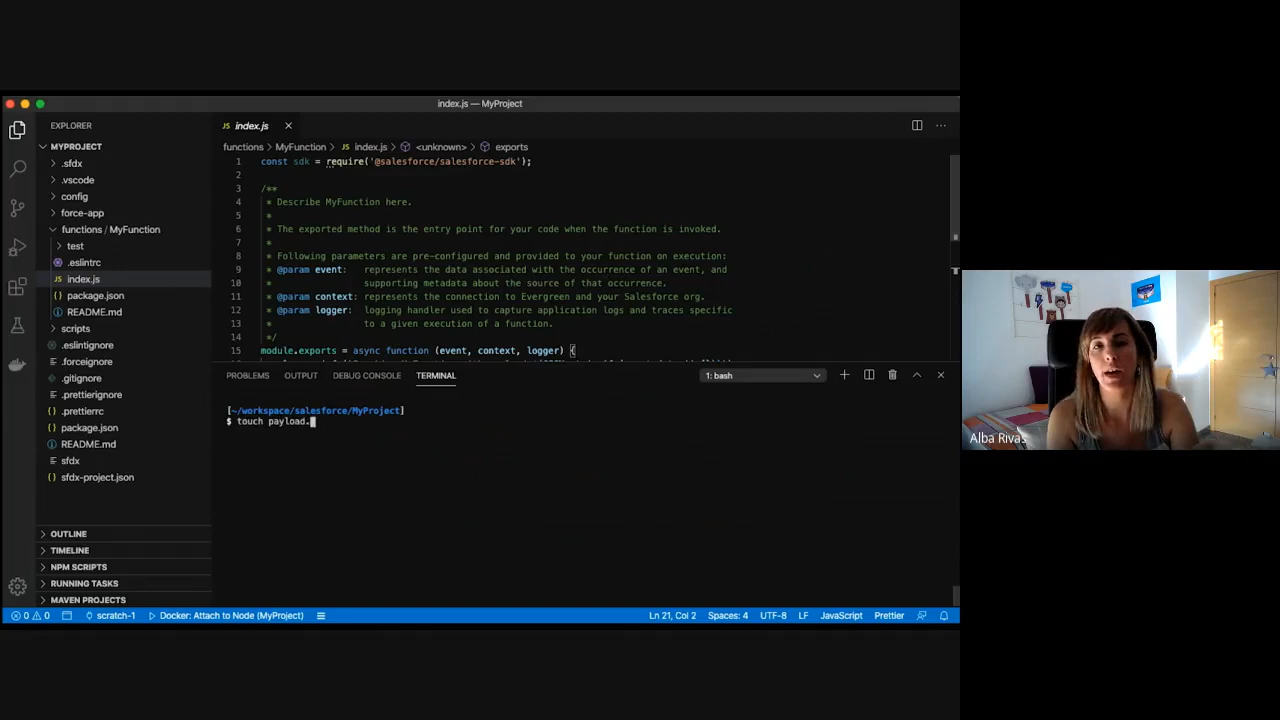 index.js — MyProject
EXPLORER
MYPROJECT
.sfdx
.vscode
config
force-app
functions / MyFunction
test
.eslintrc
JS index.js
{} package.json
README.md
scripts
.eslintignore
.forceignore
.gitignore
.prettierignore
{} .prettierrc
{} package.json
README.md
sfdx
{} sfdx-project.json
OUTLINE
TIMELINE
NPM SCRIPTS
RUNNING TASKS
MAVEN PROJECTS
JS index.js
functions > MyFunction > JS index.js > <unknown> > exports
1 const sdk = require('@salesforce/salesforce-sdk');
2
3 /**
4 * Describe MyFunction here.
5 *
6 * The exported method is the entry point for your code when the function is invoked.
7 *
8 * Following parameters are pre-configured and provided to your function on execution:
9 * @param event: represents the data associated with the occurrence of an event, and
10 * supporting metadata about the source of that occurrence.
11 * @param context: represents the connection to Evergreen and your Salesforce org.
12 * @param logger: logging handler used to capture application logs and traces specific
13 * to a given execution of a function.
14 */
15 module.exports = async function (event, context, logger) {
PROBLEMS OUTPUT DEBUG CONSOLE TERMINAL
1: bash
[~/workspace/salesforce/MyProject]
$ touch payload.
0 0 scratch-1 Docker: Attach to Node (MyProject)
Ln 21, Col 2 Spaces: 4 UTF-8 LF JavaScript Prettier
Alba Rivas